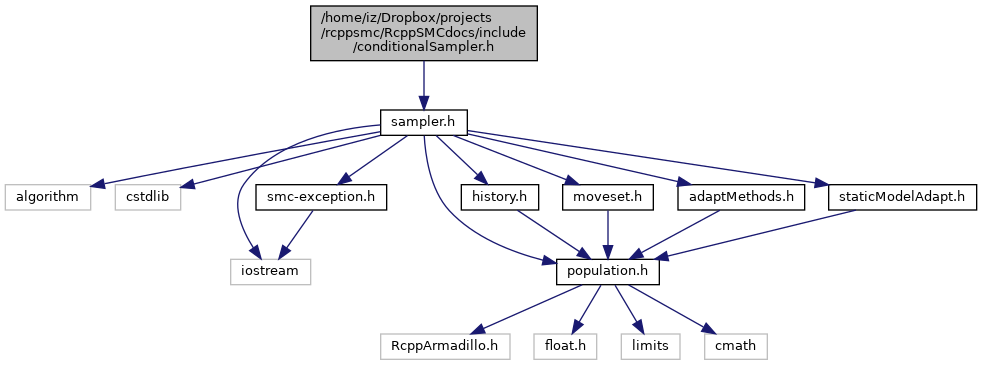 /home/iz/Dropbox/projects
/rcppsmc/RcppSMCdocs/include
/conditionalSampler.h
sampler.h
algorithm
cstdlib
smc-exception.h
history.h
moveset.h
adaptMethods.h
staticModelAdapt.h
iostream
population.h
RcppArmadillo.h
float.h
limits
cmath